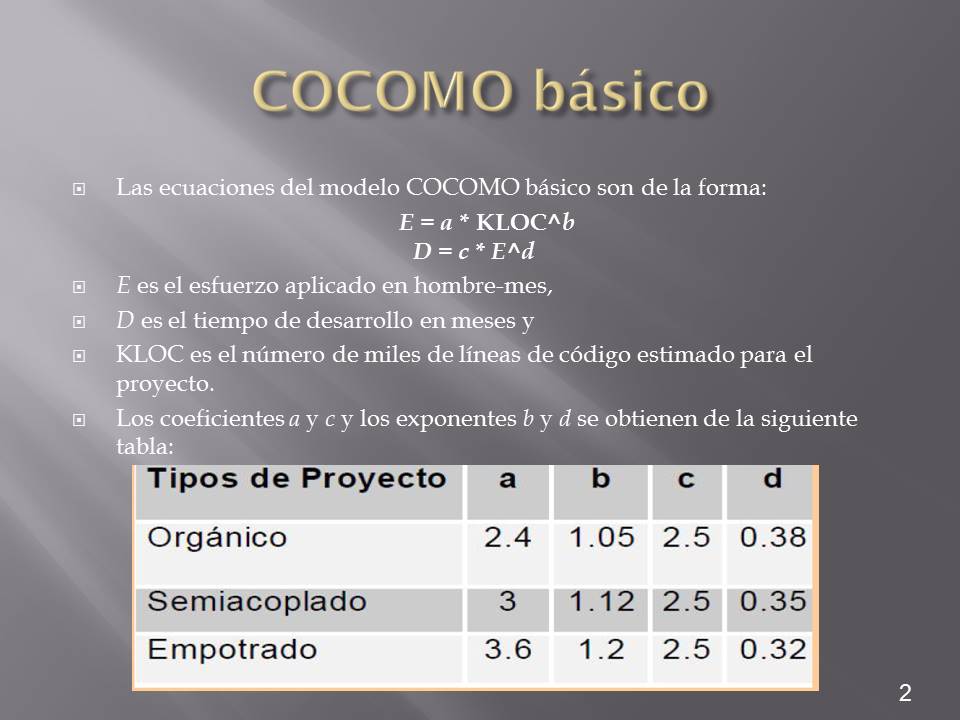 COCOMO básico
Las ecuaciones del modelo COCOMO básico son de la forma:
E = a * KLOC^b
D = c * E^d
E es el esfuerzo aplicado en hombre-mes,
D es el tiempo de desarrollo en meses y
KLOC es el número de miles de líneas de código estimado para el
proyecto.
Los coeficientes a y c y los exponentes b y d se obtienen de la siguiente
tabla:
Tipos de Proyecto a b c d
Orgánico 2.4 1.05 2.5 0.38
Semiacoplado 3 1.12 2.5 0.35
Empotrado 3.6 1.2 2.5 0.32
2